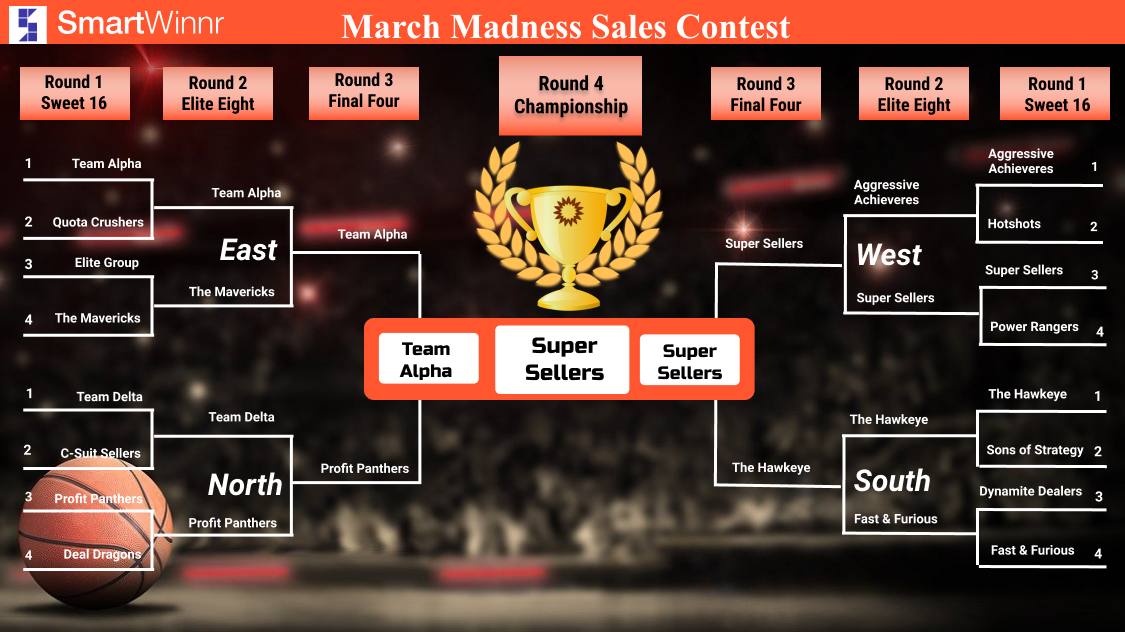 SmartWinnr
March Madness Sales Contest
Round 1
Sweet 16
Round 2
Elite Eight
Round 3
Final Four
Round 4
Championship
Round 3
Final Four
Round 2
Elite Eight
Round 1
Sweet 16
1 Team Alpha
2 Quota Crushers
3 Elite Group
4 The Mavericks
Team Alpha
East
The Mavericks
Team Alpha
1 Team Delta
2 C-Suit Sellers
3 Profit Panthers
4 Deal Dragons
Team Delta
North
Profit Panthers
Profit Panthers
Team
Alpha
Super
Sellers
Super
Sellers
Super Sellers
Aggressive
Achieveres
West
Super Sellers
Aggressive
Achieveres 1
Hotshots 2
Super Sellers 3
Power Rangers 4
The Hawkeye
The Hawkeye
South
Fast & Furious
The Hawkeye 1
Sons of Strategy 2
Dynamite Dealers 3
Fast & Furious 4